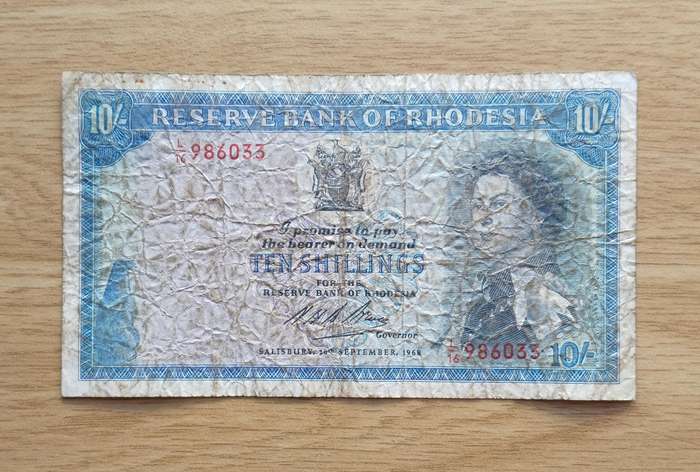 10/- RESERVE BANK OF RHODESIA 10/-
L/16 986033
I promise to pay
the bearer on demand
TEN SHILLINGS
FOR THE
RESERVE BANK OF RHODESIA
Governor
SALISBURY, 10th SEPTEMBER, 1968
L/16 986033 10/-